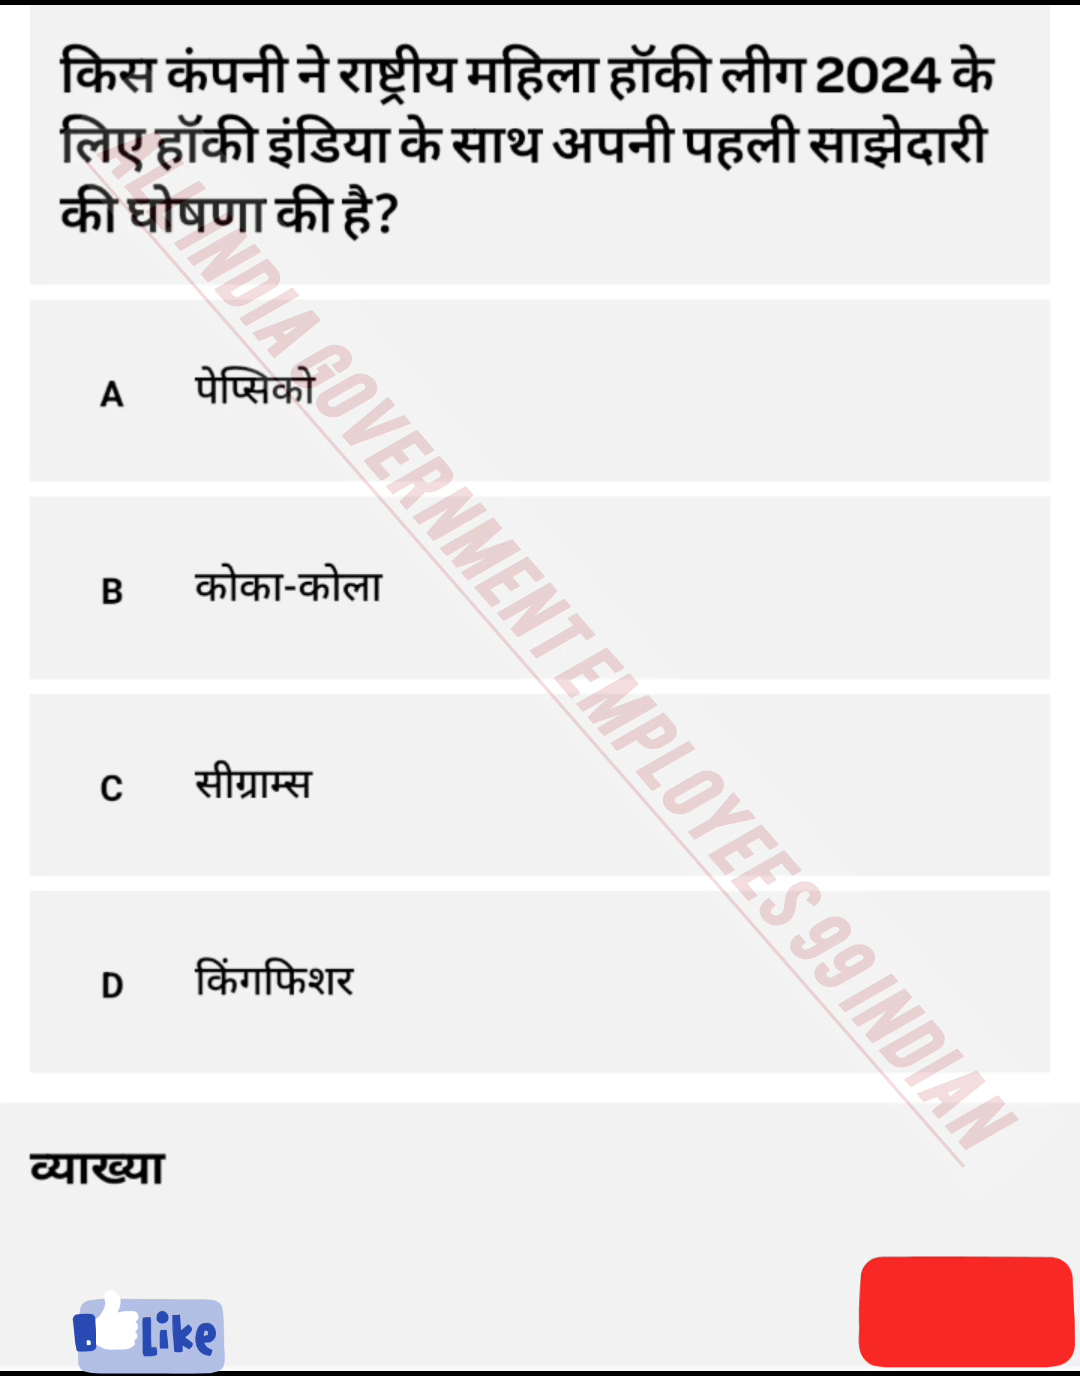 किस कंपनी ने राष्ट्रीय महिला हॉकी लीग 2024 के
लिए हॉकी इंडिया के साथ अपनी पहली साझेदारी
की घोषणा की है?
A पेप्सिको
B कोका-कोला
C सीग्राम्स
D किंगफिशर
ALL INDIA GOVERNMENT EMPLOYEES 99 INDIAN
व्याख्या
Like